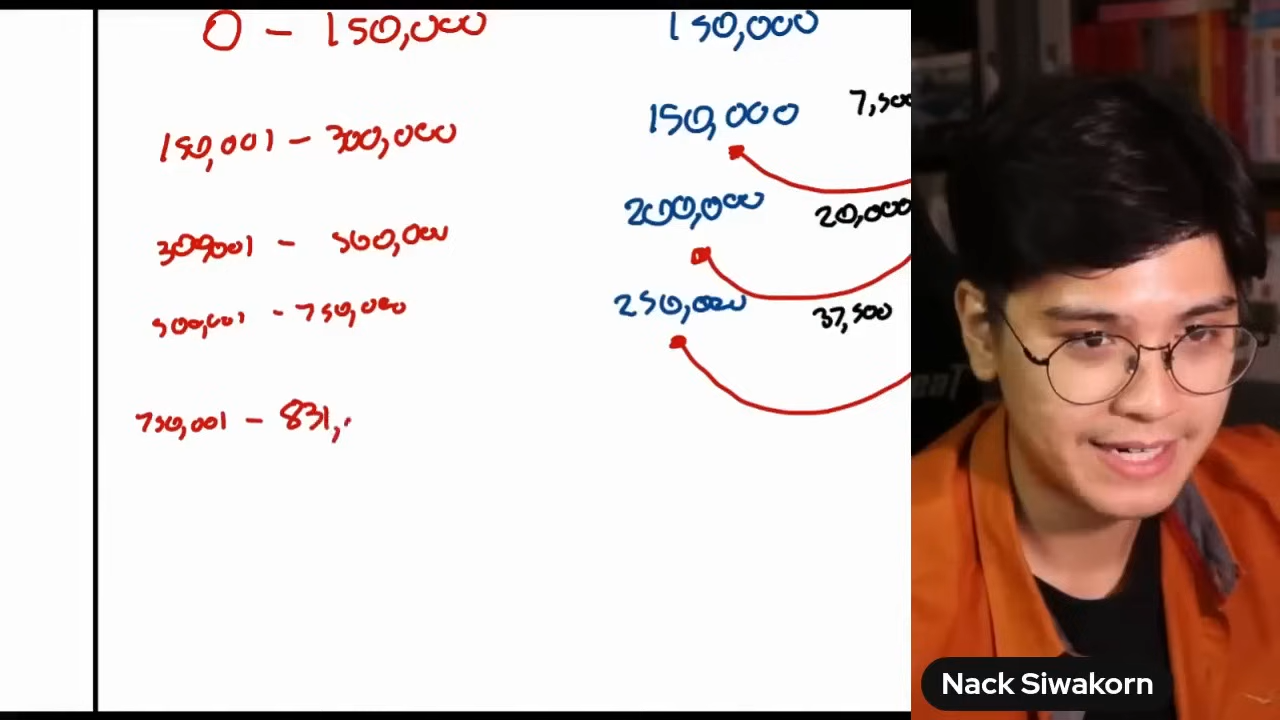 0 - 150,000 150,000
150,001 - 300,000 150,000 7,500
300,001 - 500,000 200,000 20,000
500,001 - 750,000 250,000 37,500
750,001 - 831,
Nack Siwakorn